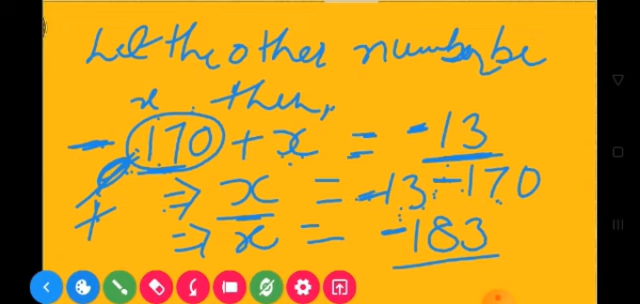 Let the other number be
x. then,
- 170 + x = -13
+ ⇒ x = -13 - 170
⇒ x = -183